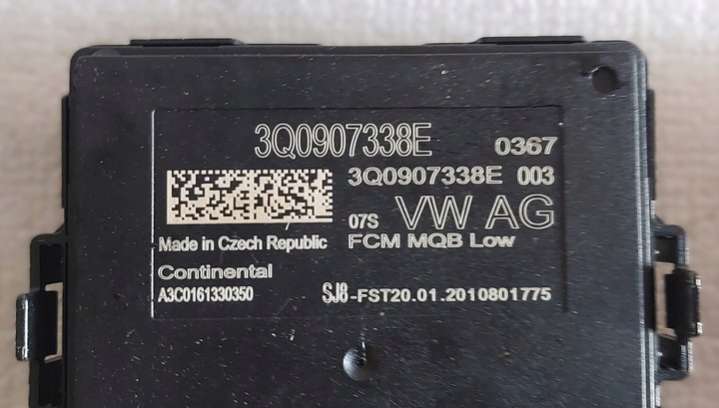 3Q0907338E 0367
3Q0907338E 003
07S VW AG
Made in Czech Republic FCM MQB Low
Continental
A3C0161330350 SJ8-FST20.01.2010801775